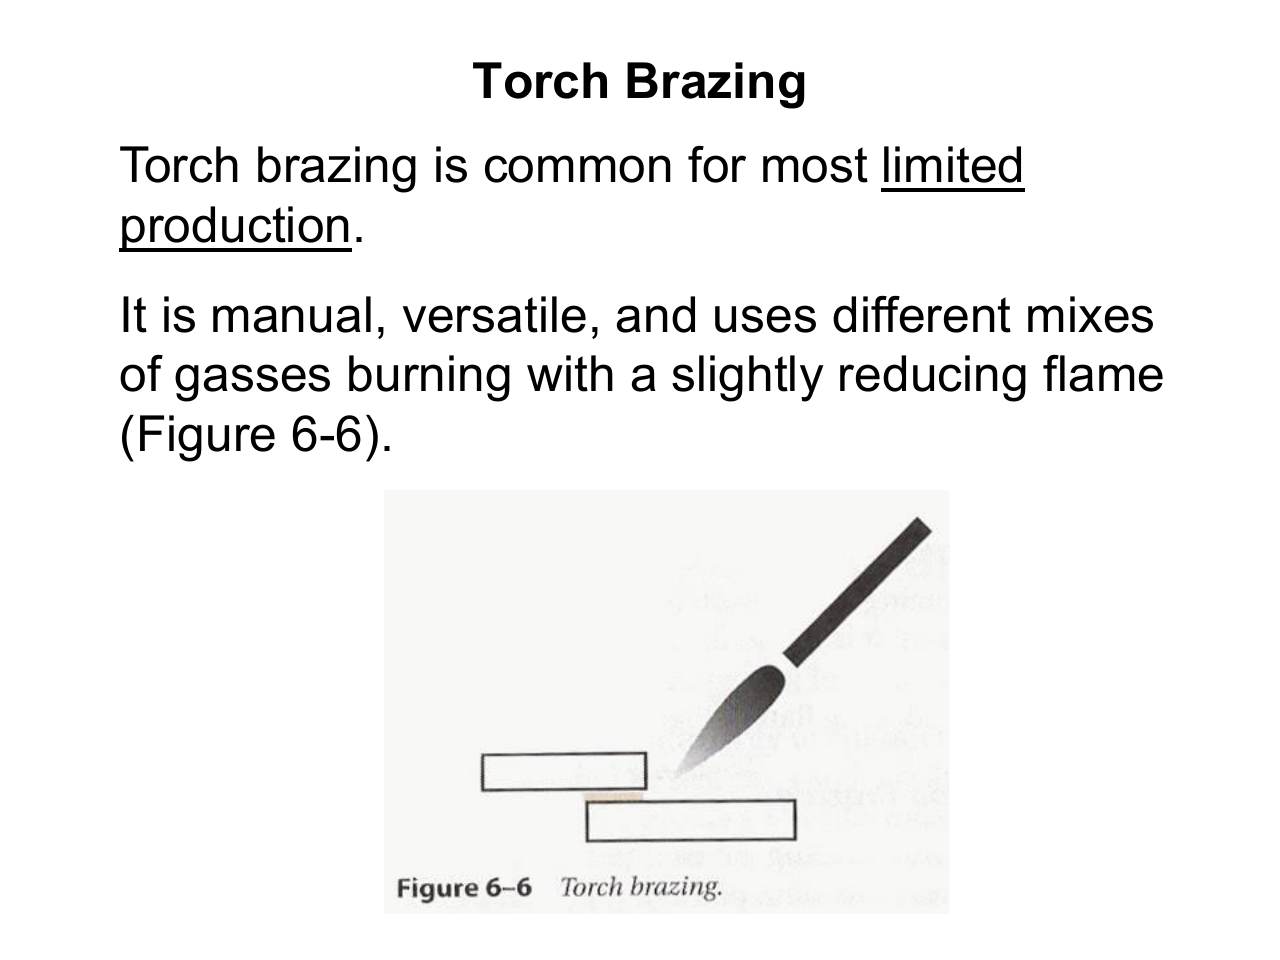 Torch Brazing
Torch brazing is common for most limited
production.
It is manual, versatile, and uses different mixes
of gasses burning with a slightly reducing flame
(Figure 6-6).
Figure 6–6 Torch brazing.